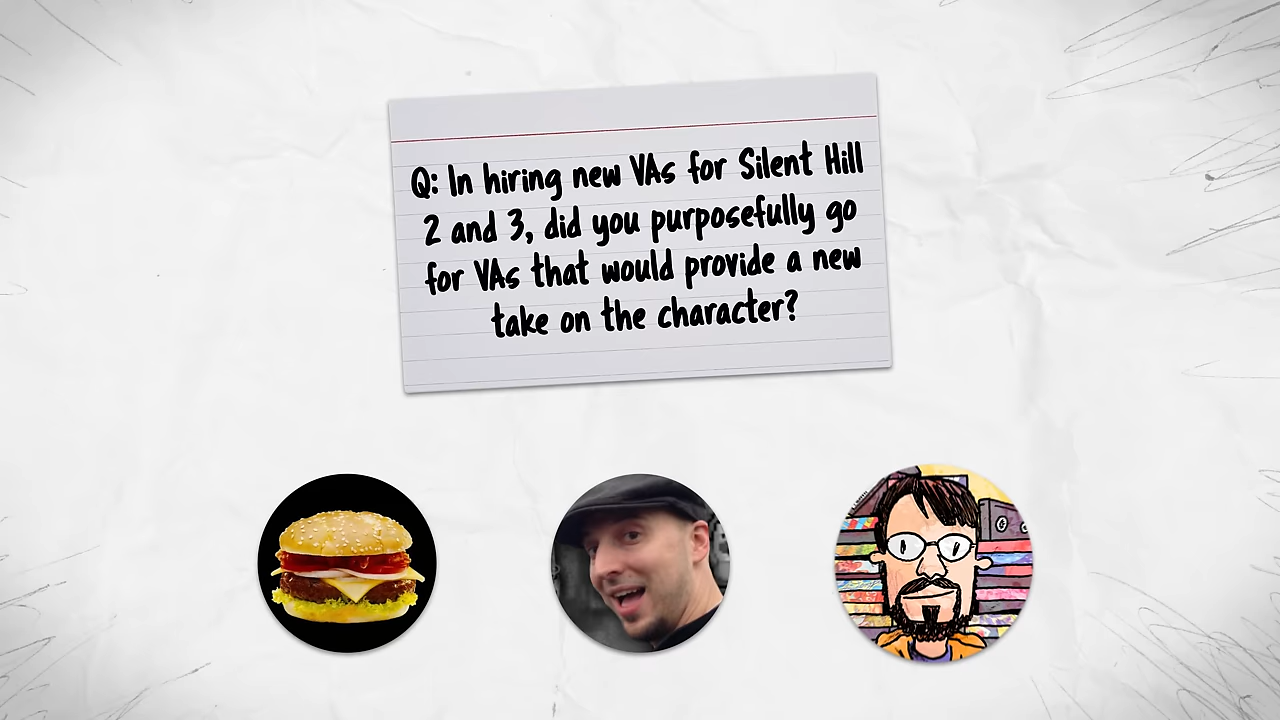 Q: In hiring new VAs for Silent Hill
2 and 3, did you purposefully go
for VAs that would provide a new
take on the character?